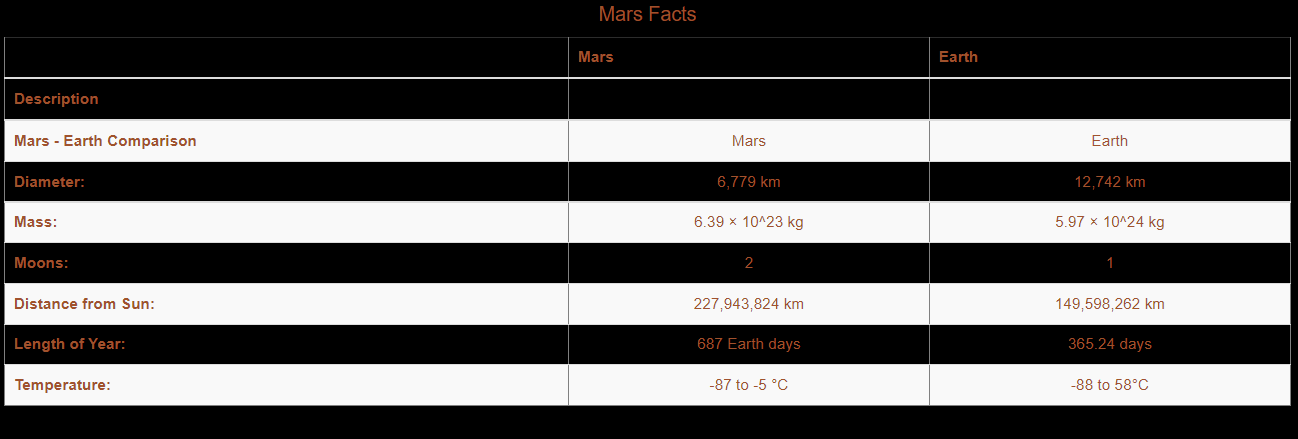 Mars Facts
Mars Earth
Description
Mars - Earth Comparison Mars Earth
Diameter: 6,779 km 12,742 km
Mass: 6.39 × 10^23 kg 5.97 × 10^24 kg
Moons: 2 1
Distance from Sun: 227,943,824 km 149,598,262 km
Length of Year: 687 Earth days 365.24 days
Temperature: -87 to -5 °C -88 to 58°C